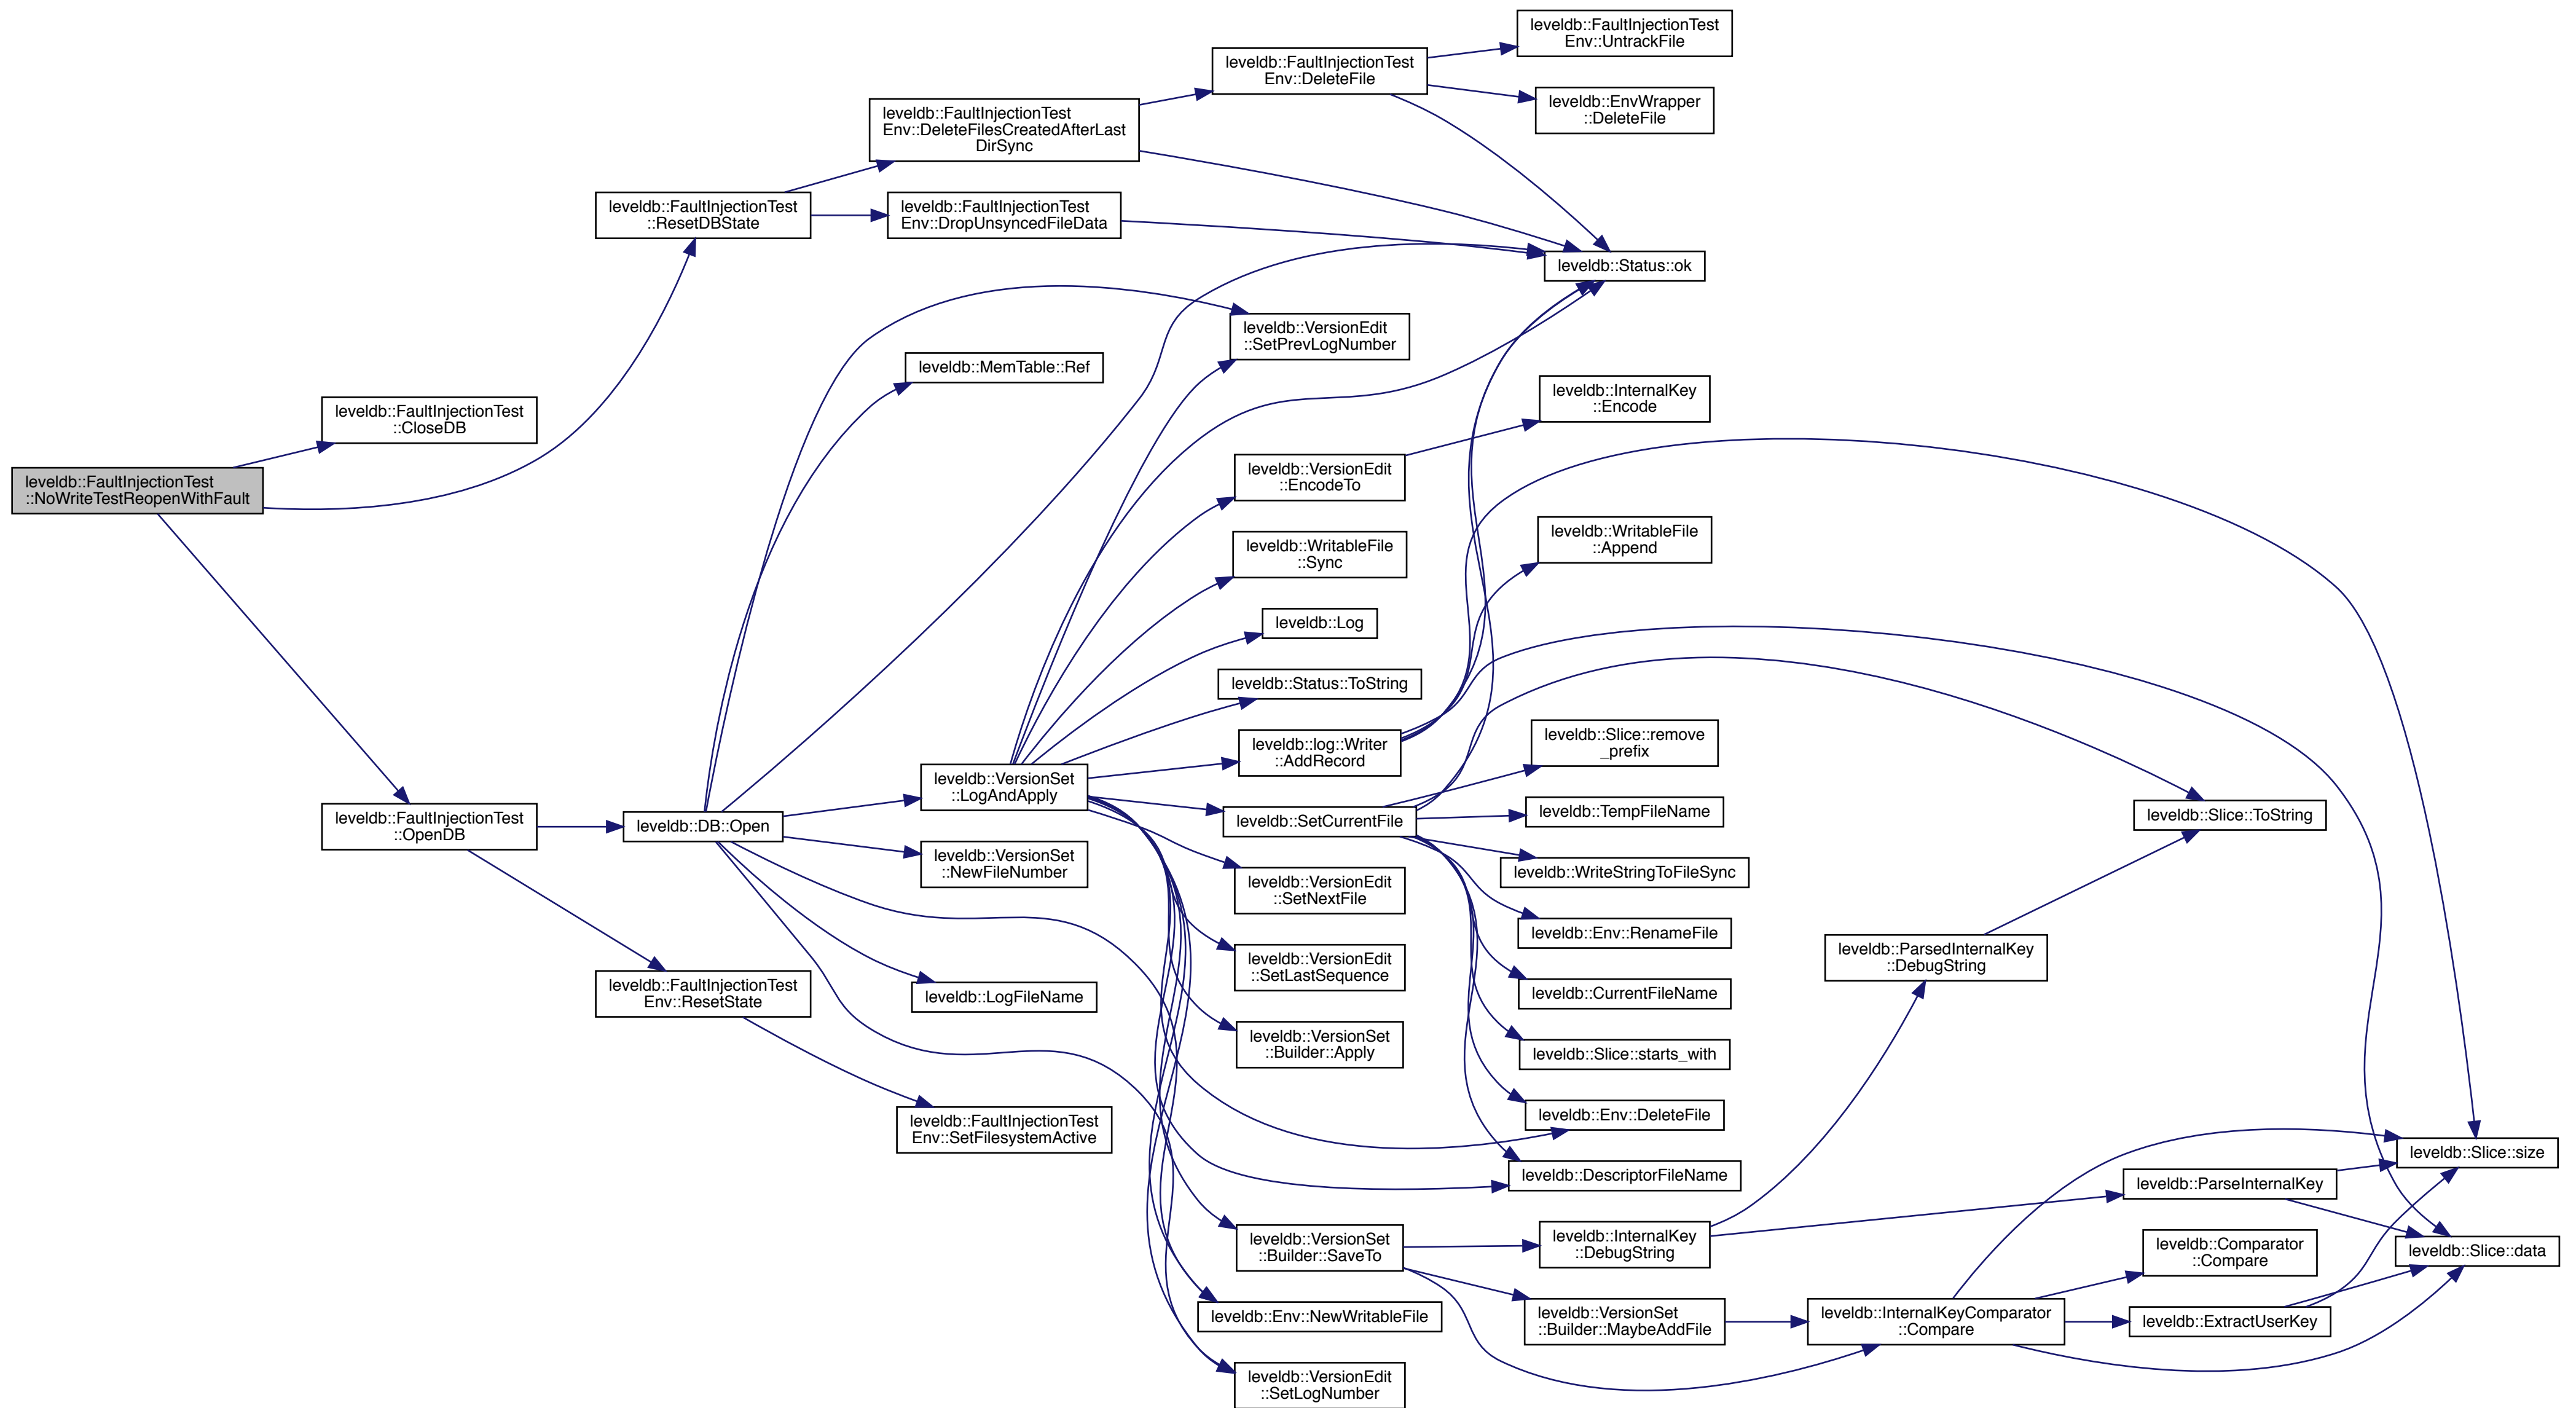 leveldb::FaultInjectionTest
::NoWriteTestReopenWithFault
leveldb::FaultInjectionTest
::CloseDB
leveldb::FaultInjectionTest
::OpenDB
leveldb::FaultInjectionTest
::ResetDBState
leveldb::DB::Open
leveldb::FaultInjectionTest
Env::ResetState
leveldb::FaultInjectionTest
Env::DeleteFilesCreatedAfterLast
DirSync
leveldb::FaultInjectionTest
Env::DropUnsyncedFileData
leveldb::MemTable::Ref
leveldb::VersionSet
::LogAndApply
leveldb::VersionSet
::NewFileNumber
leveldb::LogFileName
leveldb::FaultInjectionTest
Env::SetFilesystemActive
leveldb::FaultInjectionTest
Env::DeleteFile
leveldb::VersionEdit
::SetPrevLogNumber
leveldb::VersionEdit
::EncodeTo
leveldb::WritableFile
::Sync
leveldb::Log
leveldb::Status::ToString
leveldb::log::Writer
::AddRecord
leveldb::SetCurrentFile
leveldb::VersionEdit
::SetNextFile
leveldb::VersionEdit
::SetLastSequence
leveldb::VersionSet
::Builder::Apply
leveldb::VersionSet
::Builder::SaveTo
leveldb::Env::NewWritableFile
leveldb::VersionEdit
::SetLogNumber
leveldb::FaultInjectionTest
Env::UntrackFile
leveldb::EnvWrapper
::DeleteFile
leveldb::Status::ok
leveldb::InternalKey
::Encode
leveldb::WritableFile
::Append
leveldb::Slice::remove
_prefix
leveldb::TempFileName
leveldb::WriteStringToFileSync
leveldb::Env::RenameFile
leveldb::CurrentFileName
leveldb::Slice::starts_with
leveldb::Env::DeleteFile
leveldb::DescriptorFileName
leveldb::InternalKey
::DebugString
leveldb::VersionSet
::Builder::MaybeAddFile
leveldb::ParsedInternalKey
::DebugString
leveldb::InternalKeyComparator
::Compare
leveldb::Slice::ToString
leveldb::ParseInternalKey
leveldb::Comparator
::Compare
leveldb::ExtractUserKey
leveldb::Slice::size
leveldb::Slice::data